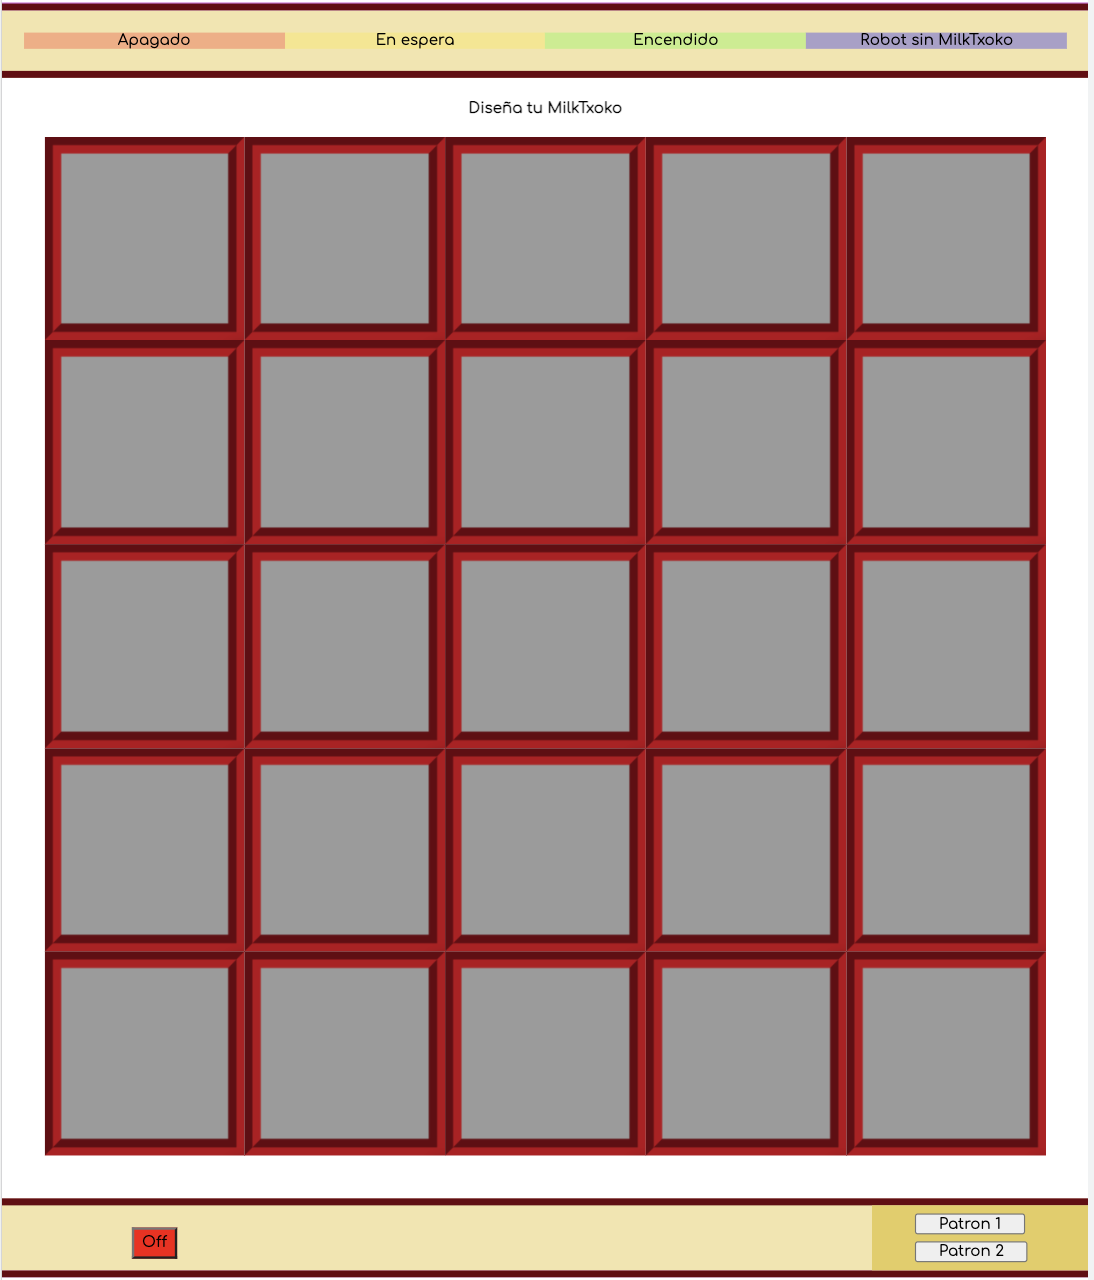 Apagado En espera Encendido Robot sin MilkTxoko
Diseña tu MilkTxoko
Off
Patron 1
Patron 2